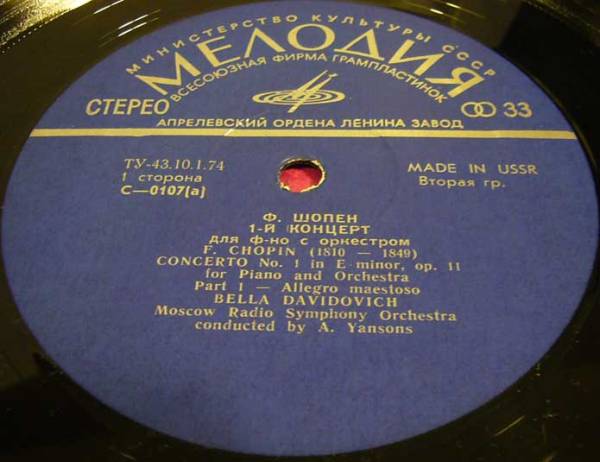 МИНИСТЕРСТВО КУЛЬТУРЫ СССР
МЕЛОДИЯ
ВСЕСОЮЗНАЯ ФИРМА ГРАМПЛАСТИНОК
СТЕРЕО
33
АПРЕЛЕВСКИЙ ОРДЕНА ЛЕНИНА ЗАВОД
ТУ-43.10.1.74
1 сторона
С—0107(а)
MADE IN USSR
Вторая гр.
Ф. ШОПЕН
1-Й КОНЦЕРТ
для ф-но с оркестром
F. CHOPIN (1810 — 1849)
CONCERTO No. 1 in E minor, op. 11
for Piano and Orchestra
Part 1 — Allegro maestoso
BELLA DAVIDOVICH
Moscow Radio Symphony Orchestra
conducted by A. Yansons